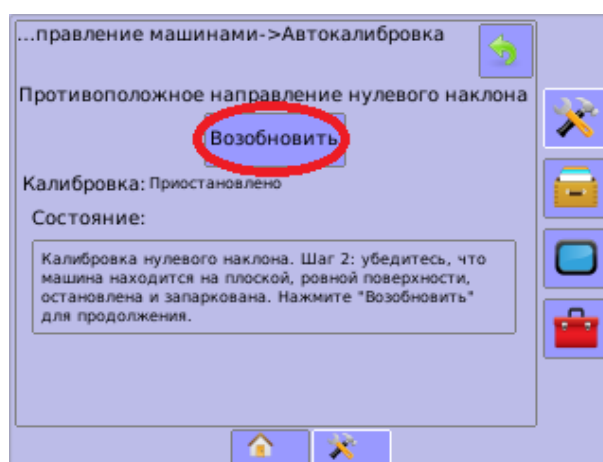 ...правление машинами->Автокалибровка
Противоположное направление нулевого наклона
Возобновить
Калибровка: Приостановлено
Состояние:
Калибровка нулевого наклона. Шаг 2: убедитесь, что
машина находится на плоской, ровной поверхности,
остановлена и запаркована. Нажмите "Возобновить"
для продолжения.